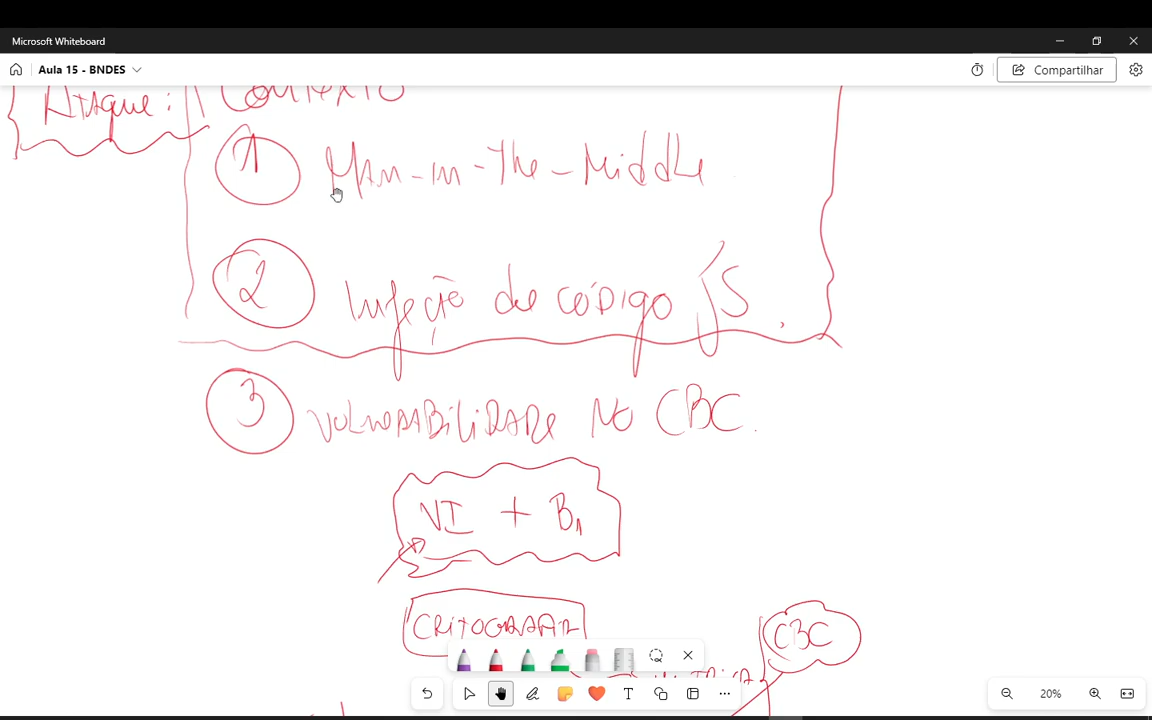 Microsoft Whiteboard
Aula 15 - BNDES
Compartilhar
Ataque: Contexto
1 Man-in-The-Middle
2 Injeção de código JS.
3 VULNERABILIDADE NO CBC.
VI + B1
CRITOGRAFIA
CBC
20%